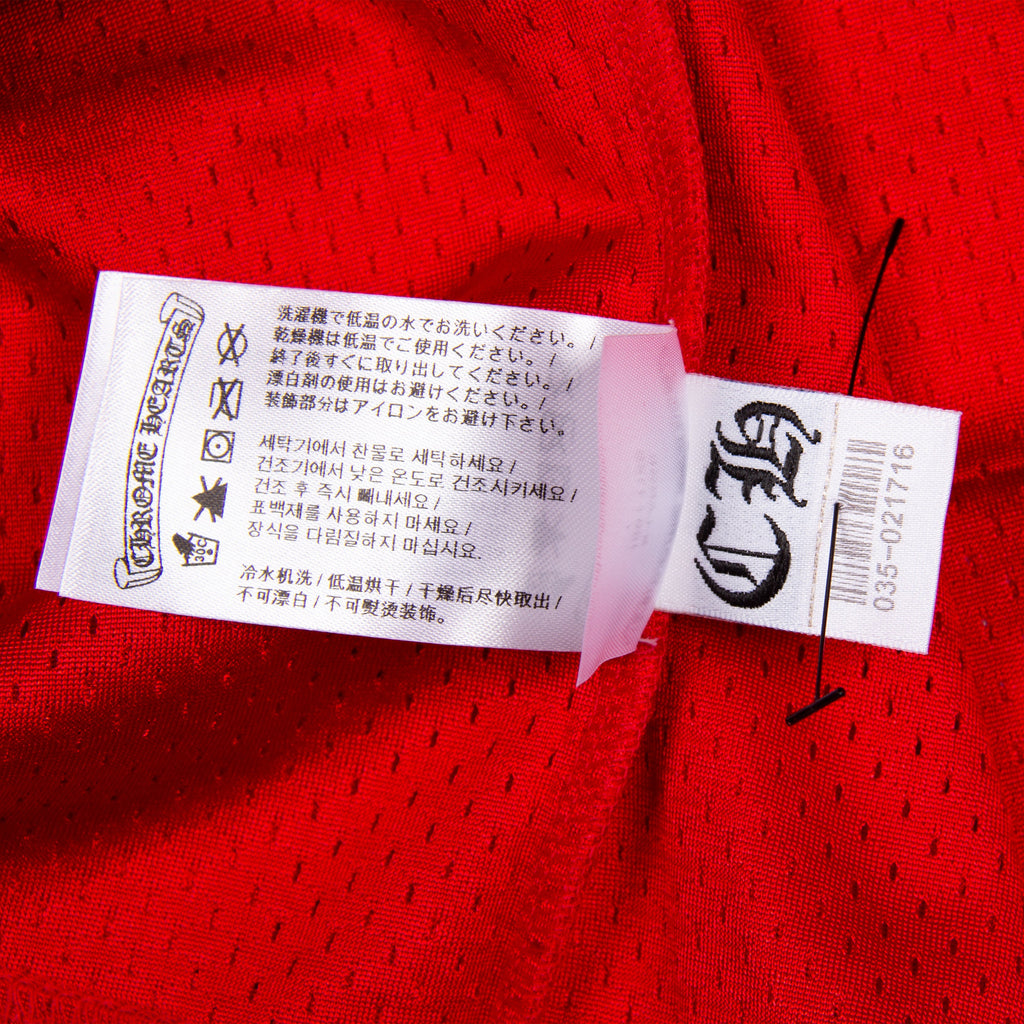 CHROME HEARTS
洗濯機で低温の水でお洗いください。/
乾燥機は低温でご使用ください。/
終了後すぐに取り出してください。/
漂白剤の使用はお避けください。/
装飾部分はアイロンをお避け下さい。
세탁기에서 찬물로 세탁하세요 /
건조기에서 낮은 온도로 건조시키세요 /
건조 후 즉시 빼내세요 /
표백제를 사용하지 마세요 /
장식을 다림질하지 마십시요.
冷水机洗 / 低温烘干 / 干燥后尽快取出 /
不可漂白 / 不可熨烫装饰。
30C
CH
035-021716